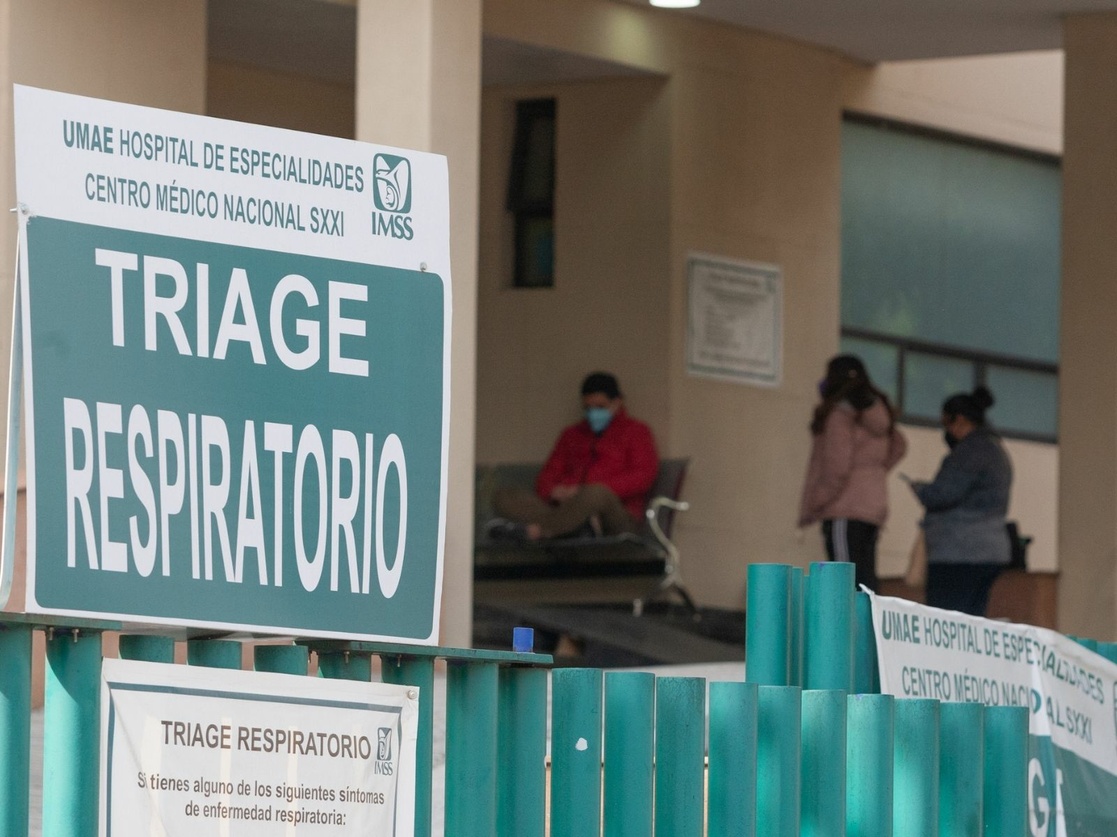 UMAE HOSPITAL DE ESPECIALIDADES
CENTRO MÉDICO NACIONAL SXXI
IMSS
TRIAGE
RESPIRATORIO
TRIAGE RESPIRATORIO
IMSS
Si tienes alguno de los siguientes síntomas
de enfermedad respiratoria:
UMAE HOSPITAL DE ESPECIALIDADES
CENTRO MÉDICO NACIONAL SXXI